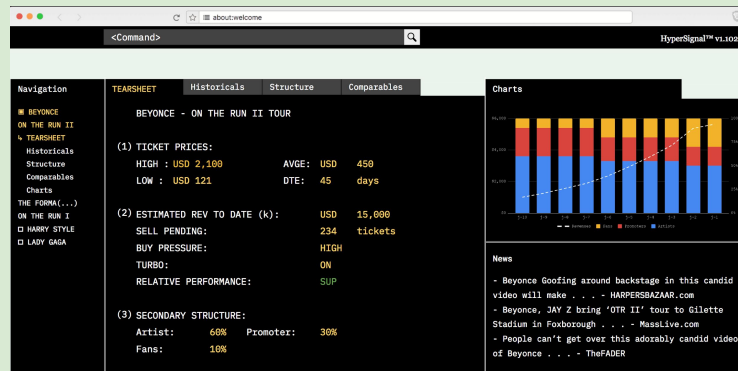 about:welcome
<Command>
HyperSignal™ v1.102
Navigation
BEYONCE
ON THE RUN II
↳ TEARSHEET
Historicals
Structure
Comparables
Charts
THE FORMA(...)
ON THE RUN I
HARRY STYLE
LADY GAGA
TEARSHEET Historicals Structure Comparables
BEYONCE - ON THE RUN II TOUR
(1) TICKET PRICES:
HIGH : USD 2,100 AVGE: USD 450
LOW : USD 121 DTE: 45 days
(2) ESTIMATED REV TO DATE (k): USD 15,000
SELL PENDING: 234 tickets
BUY PRESSURE: HIGH
TURBO: ON
RELATIVE PERFORMANCE: SUP
(3) SECONDARY STRUCTURE:
Artist: 60% Promoter: 30%
Fans: 10%
Charts
Revenues Fans Promoters Artists
News
- Beyonce Goofing around backstage in this candid
video will make . . . - HARPERSBAZAAR.com
- Beyonce, JAY Z bring ‘OTR II’ tour to Gilette
Stadium in Foxborough . . . - MassLive.com
- People can’t get over this adorably candid video
of Beyonce . . . - TheFADER